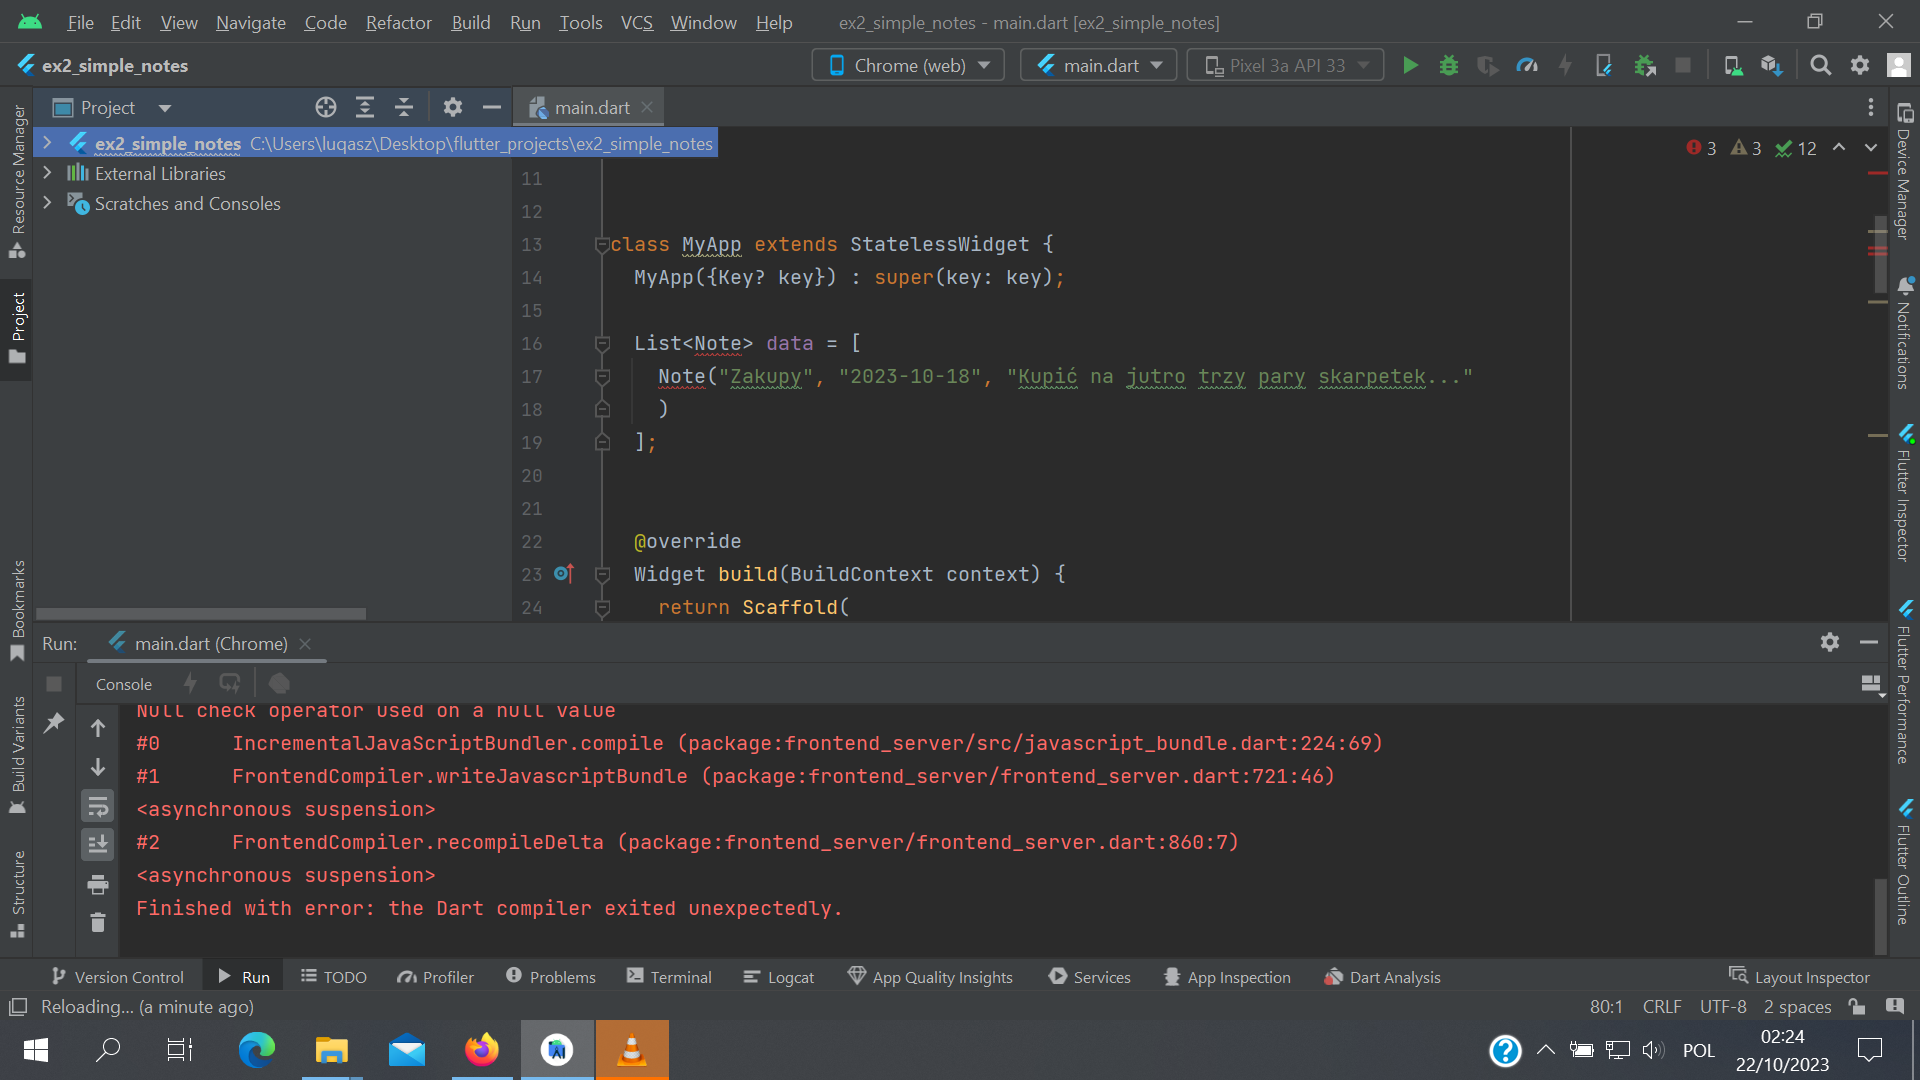 File Edit View Navigate Code Refactor Build Run Tools VCS Window Help ex2_simple_notes - main.dart [ex2_simple_notes]
ex2_simple_notes Chrome (web) main.dart Pixel 3a API 33
Project main.dart
ex2_simple_notes C:\Users\luqasz\Desktop\flutter_projects\ex2_simple_notes
External Libraries
Scratches and Consoles
3 3 12
11
12
13 class MyApp extends StatelessWidget {
14 MyApp({Key? key}) : super(key: key);
15
16 List<Note> data = [
17 Note("Zakupy", "2023-10-18", "Kupić na jutro trzy pary skarpetek..."
18 )
19 ];
20
21
22 @override
23 Widget build(BuildContext context) {
24 return Scaffold(
Resource Manager
Project
Bookmarks
Build Variants
Structure
Device Manager
Notifications
Flutter Inspector
Flutter Performance
Flutter Outline
Run: main.dart (Chrome)
Console
Null check operator used on a null value
#0 IncrementalJavaScriptBundler.compile (package:frontend_server/src/javascript_bundle.dart:224:69)
#1 FrontendCompiler.writeJavascriptBundle (package:frontend_server/frontend_server.dart:721:46)
<asynchronous suspension>
#2 FrontendCompiler.recompileDelta (package:frontend_server/frontend_server.dart:860:7)
<asynchronous suspension>
Finished with error: the Dart compiler exited unexpectedly.
Version Control Run TODO Profiler Problems Terminal Logcat App Quality Insights Services App Inspection Dart Analysis Layout Inspector
Reloading... (a minute ago) 80:1 CRLF UTF-8 2 spaces
POL
02:24
22/10/2023